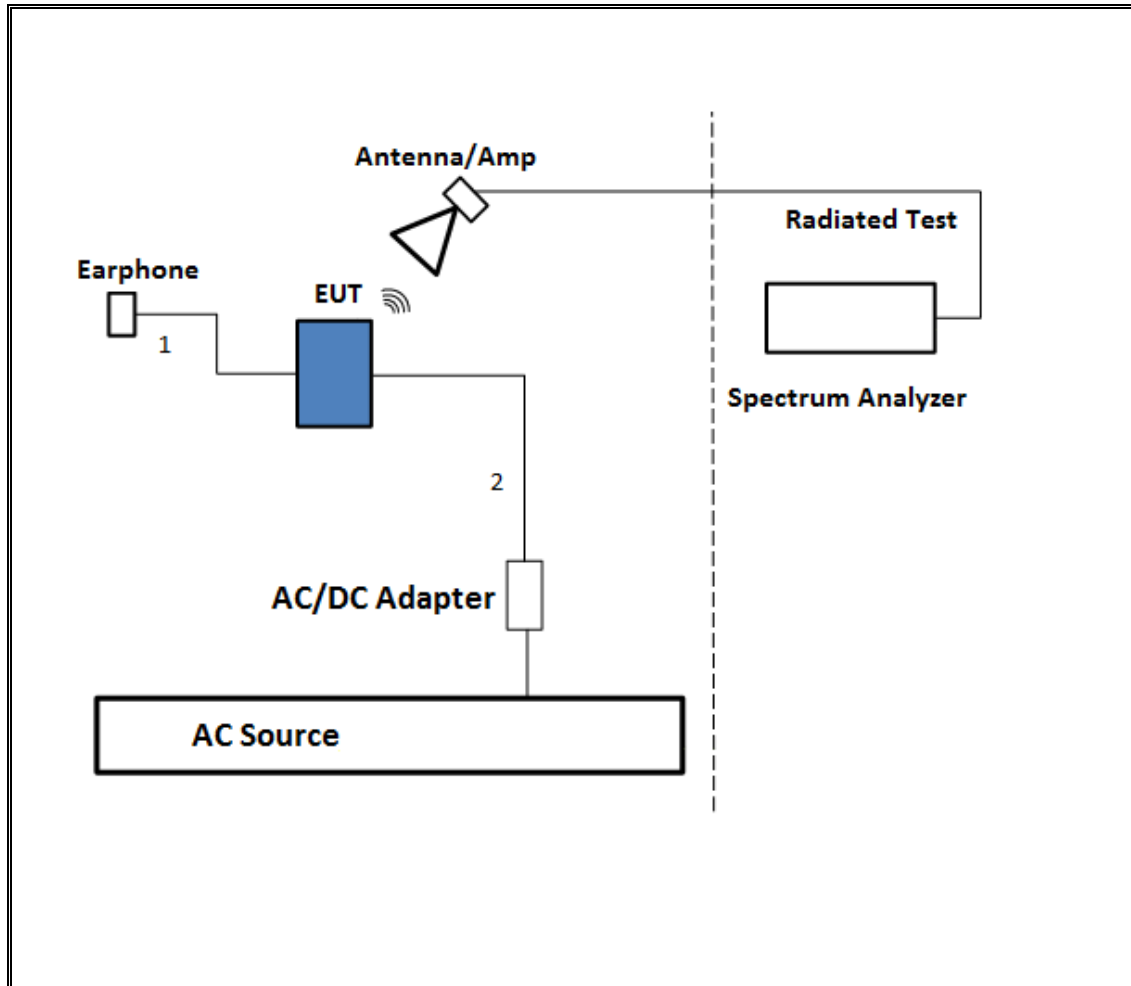 Antenna/Amp
Radiated Test
Earphone
EUT
1
Spectrum Analyzer
2
AC/DC Adapter
AC Source